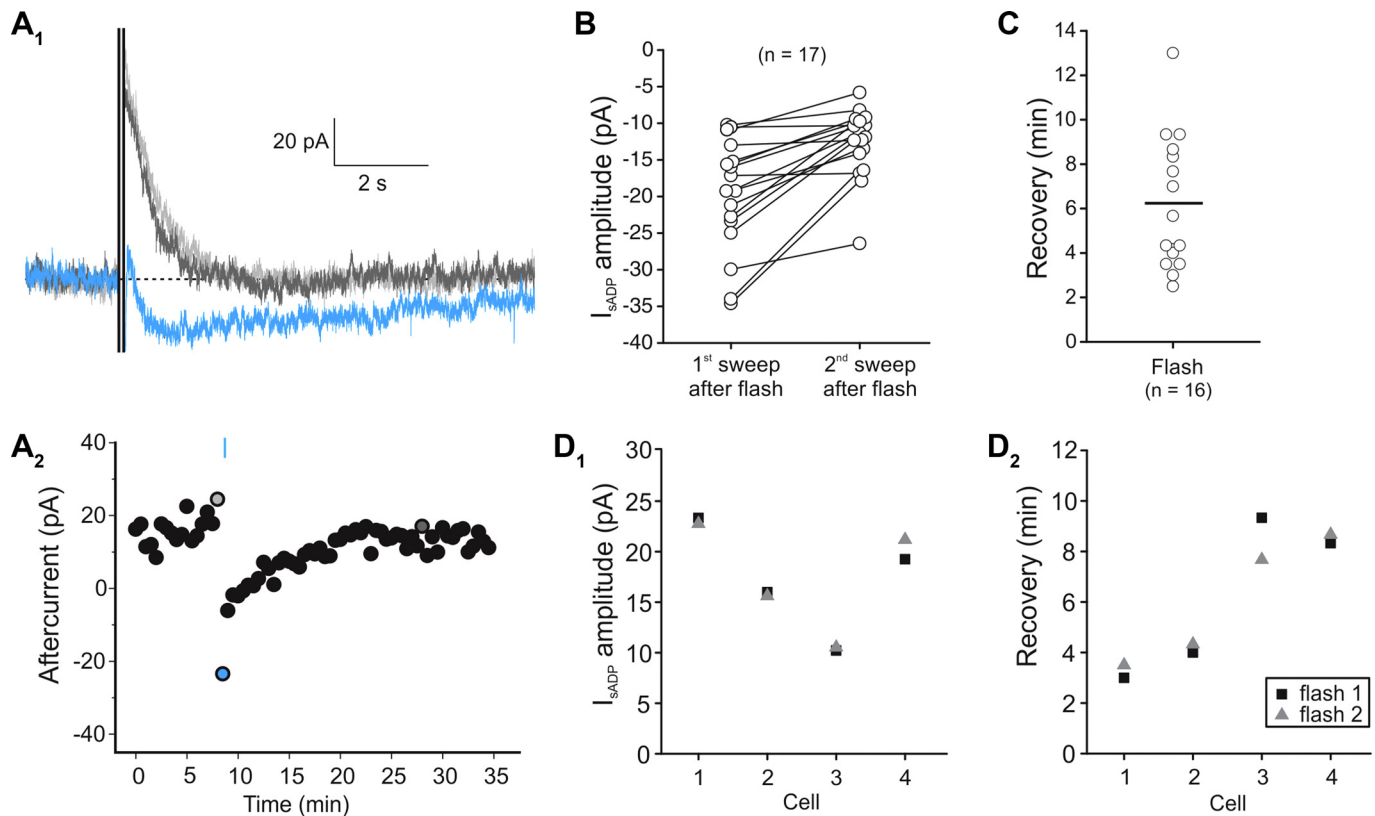 A1
20 pA
2 s
B
(n = 17)
IsADP amplitude (pA)
0
-5
-10
-15
-20
-25
-30
-35
-40
1st sweep after flash
2nd sweep after flash
C
Recovery (min)
14
12
10
8
6
4
2
0
Flash
(n = 16)
A2
Aftercurrent (pA)
40
20
0
-20
-40
0 5 10 15 20 25 30 35
Time (min)
D1
IsADP amplitude (pA)
30
25
20
15
10
5
0
1 2 3 4
Cell
D2
Recovery (min)
12
10
8
6
4
2
0
flash 1
flash 2
1 2 3 4
Cell